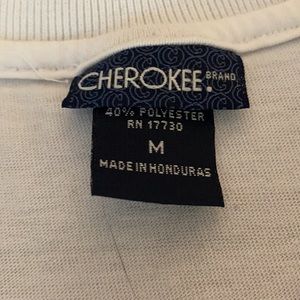 CHEROKEE. BRAND
40% POLYESTER
RN 17730
M
MADE IN HONDURAS